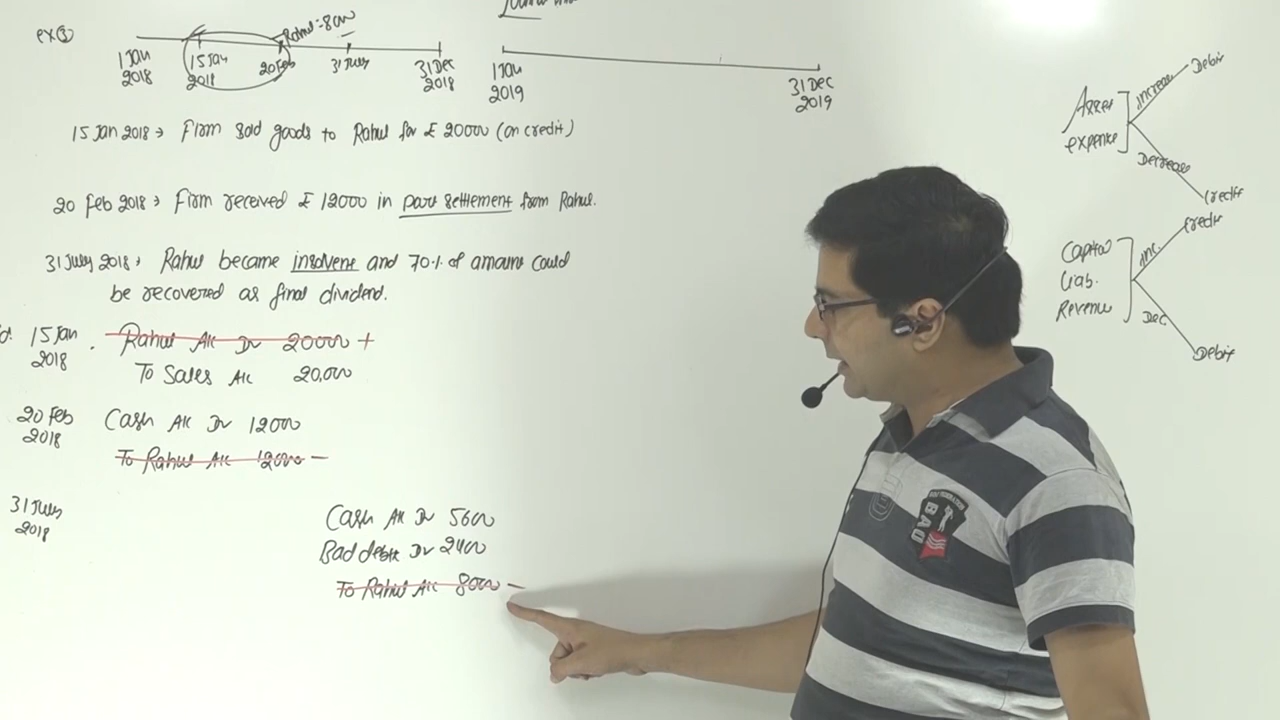 ex ③
Rahul = 8000
1 Jan 2018
15 Jan 2018
20 Feb
31 July
31 Dec 2018
1 Jan 2019
31 Dec 2019
15 Jan 2018 → Firm sold goods to Rahul for £ 20000 (on credit)
20 Feb 2018 → Firm received £ 12000 in part settlement from Rahul.
31 July 2018 → Rahul became insolvent and 70% of amount could
be recovered as final dividend.
15 Jan 2018
Rahul A/c Dr 20000 +
To Sales A/c 20,000
20 Feb 2018
Cash A/c Dr 12000
To Rahul A/c 12000 −
31 July 2018
Cash A/c Dr 5600
Bad debts Dr 2400
To Rahul A/c 8000 −
Asset
expense
increase
Debit
Decrease
Credit
Capital
Liab.
Revenue
inc.
Credit
Dec
Debit
BAD